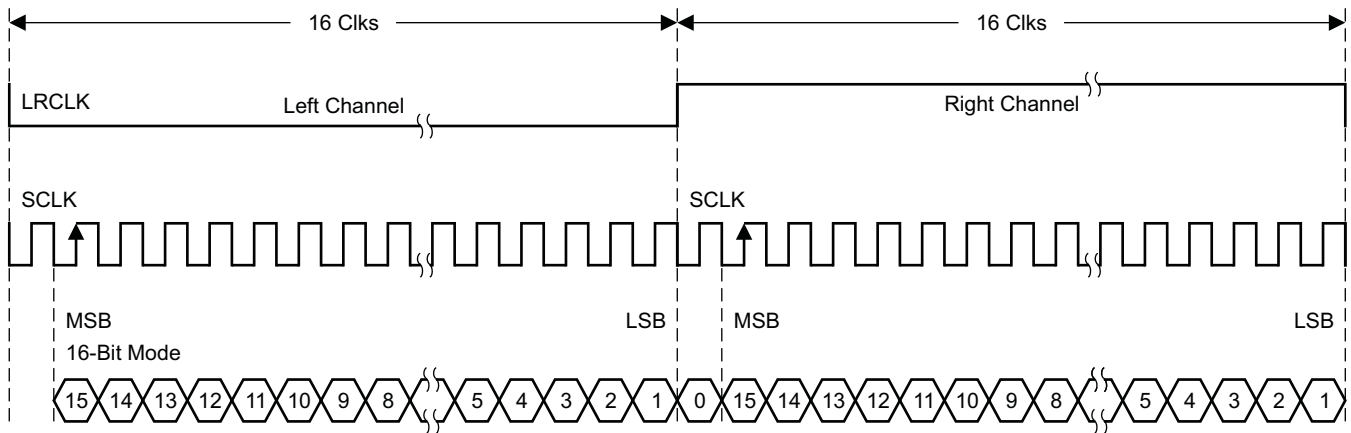 16 Clks 16 Clks
LRCLK Left Channel Right Channel
SCLK SCLK
MSB LSB MSB LSB
16-Bit Mode
15 14 13 12 11 10 9 8 5 4 3 2 1 0 15 14 13 12 11 10 9 8 5 4 3 2 1